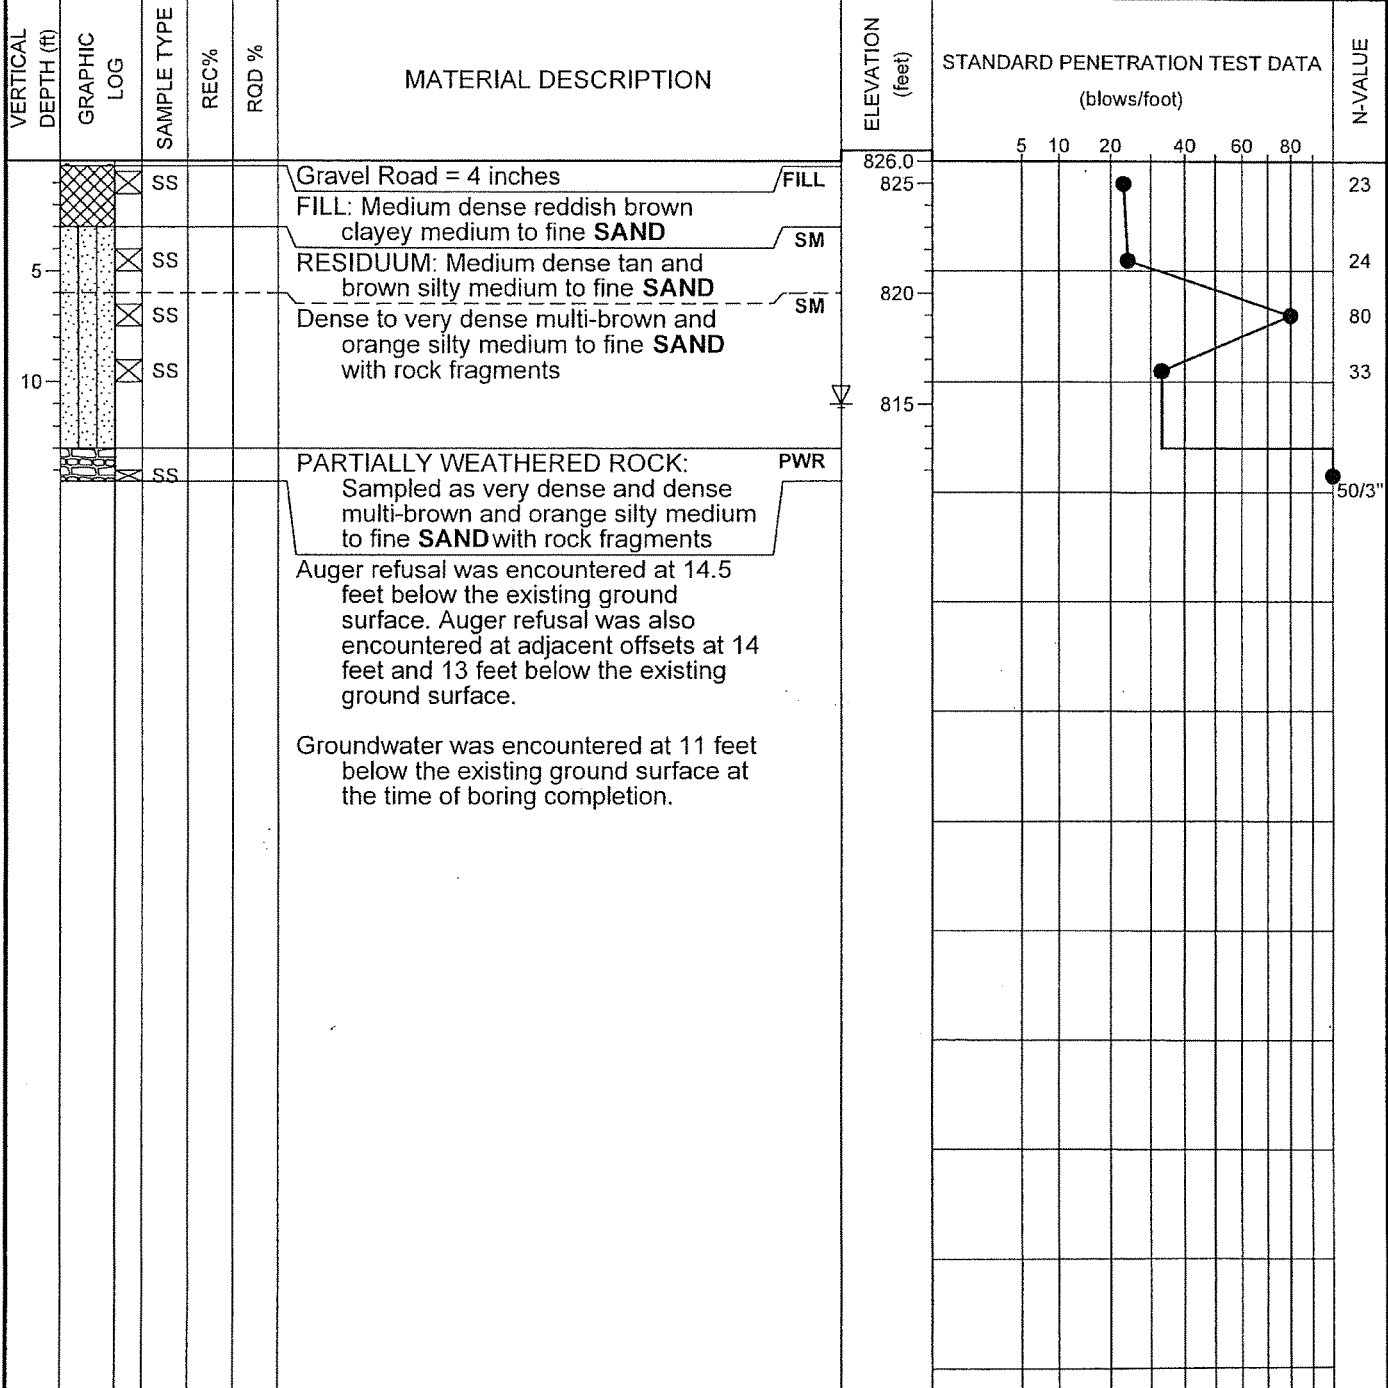 VERTICAL
DEPTH (ft)
GRAPHIC
LOG
SAMPLE TYPE
REC%
RQD %
MATERIAL DESCRIPTION
ELEVATION
(feet)
STANDARD PENETRATION TEST DATA
(blows/foot)
N-VALUE
5 10 20 40 60 80
826.0
Gravel Road = 4 inches
FILL
SS
825
23
FILL: Medium dense reddish brown
clayey medium to fine SAND
SM
SS
24
RESIDUUM: Medium dense tan and
brown silty medium to fine SAND
5
820
SM
SS
80
Dense to very dense multi-brown and
orange silty medium to fine SAND
with rock fragments
SS
33
10
815
PARTIALLY WEATHERED ROCK:
PWR
SS
50/3"
Sampled as very dense and dense
multi-brown and orange silty medium
to fine SAND with rock fragments
Auger refusal was encountered at 14.5
feet below the existing ground
surface. Auger refusal was also
encountered at adjacent offsets at 14
feet and 13 feet below the existing
ground surface.
Groundwater was encountered at 11 feet
below the existing ground surface at
the time of boring completion.